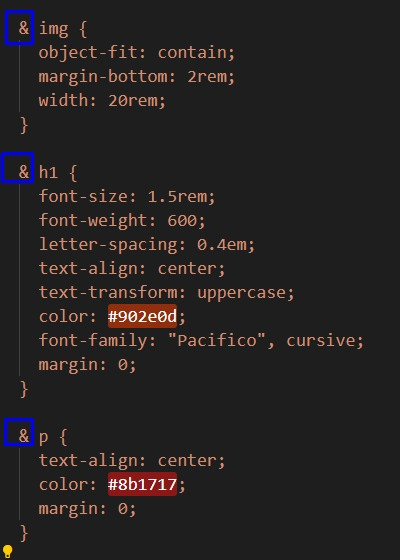 & img {
object-fit: contain;
margin-bottom: 2rem;
width: 20rem;
}
& h1 {
font-size: 1.5rem;
font-weight: 600;
letter-spacing: 0.4em;
text-align: center;
text-transform: uppercase;
color: #902e0d;
font-family: "Pacifico", cursive;
margin: 0;
}
& p {
text-align: center;
color: #8b1717;
margin: 0;
}